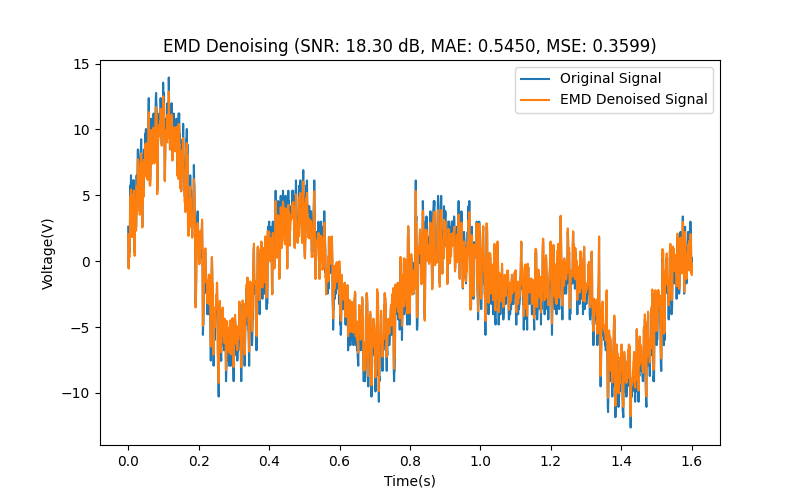 EMD Denoising (SNR: 18.30 dB, MAE: 0.5450, MSE: 0.3599)
Original Signal
EMD Denoised Signal
15
10
5
0
−5
−10
Voltage(V)
0.0 0.2 0.4 0.6 0.8 1.0 1.2 1.4 1.6
Time(s)